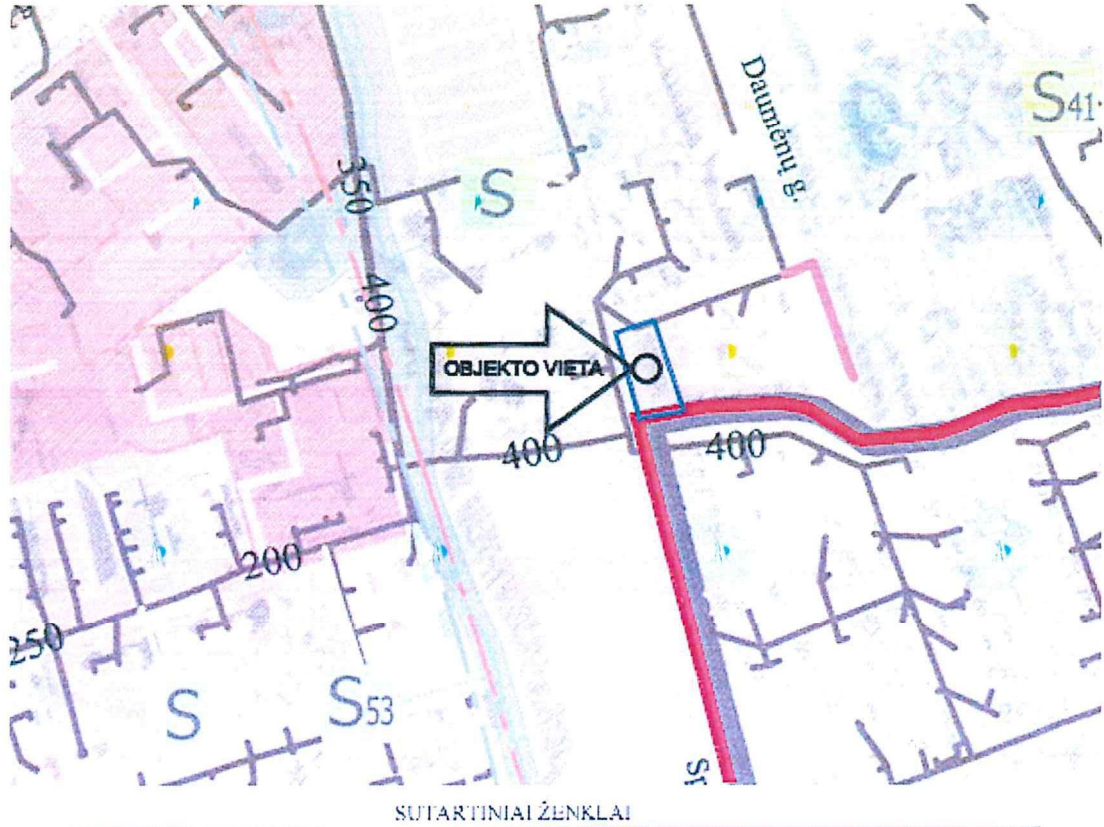 Daumėnų g.
S41
350
S
400
OBJEKTO VIETA
400
400
200
250
S
S53
SUTARTINIAI ŽENKLAI